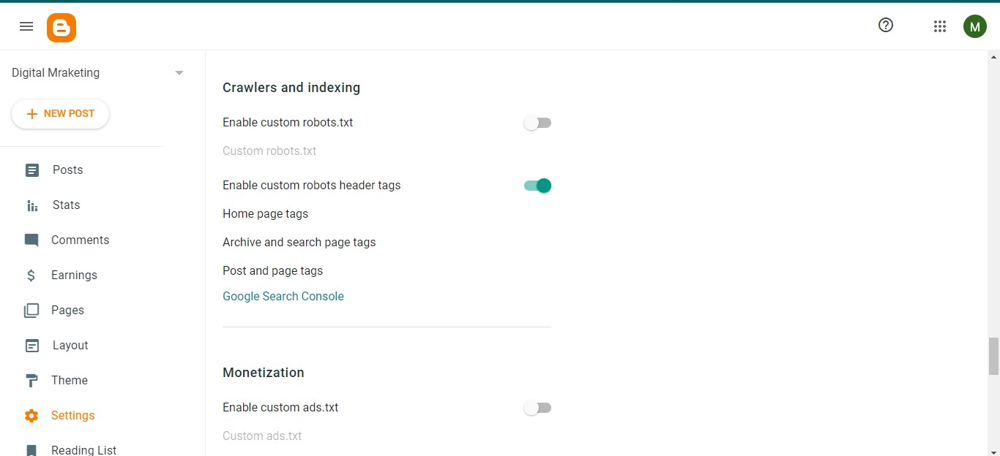 M
Digital Mraketing
NEW POST
Posts
Stats
Comments
Earnings
Pages
Layout
Theme
Settings
Reading List
Crawlers and indexing
Enable custom robots.txt
Custom robots.txt
Enable custom robots header tags
Home page tags
Archive and search page tags
Post and page tags
Google Search Console
Monetization
Enable custom ads.txt
Custom ads.txt